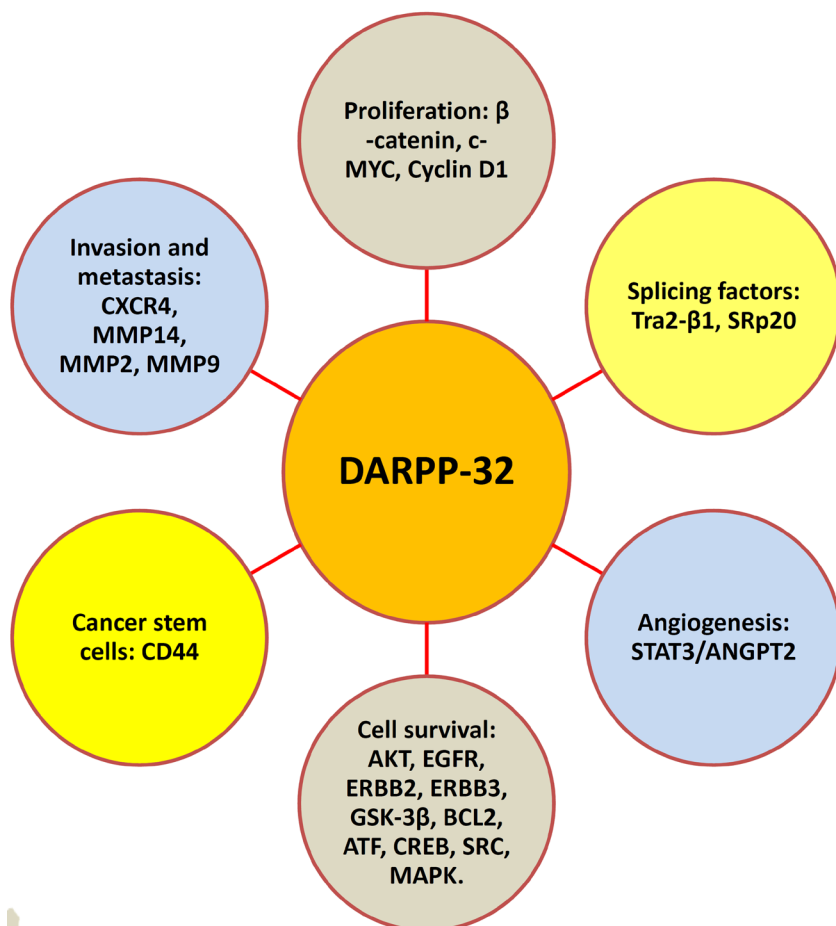 Proliferation: β
-catenin, c-
MYC, Cyclin D1
Invasion and
metastasis:
CXCR4,
MMP14,
MMP2, MMP9
Splicing factors:
Tra2-β1, SRp20
DARPP-32
Cancer stem
cells: CD44
Angiogenesis:
STAT3/ANGPT2
Cell survival:
AKT, EGFR,
ERBB2, ERBB3,
GSK-3β, BCL2,
ATF, CREB, SRC,
MAPK.